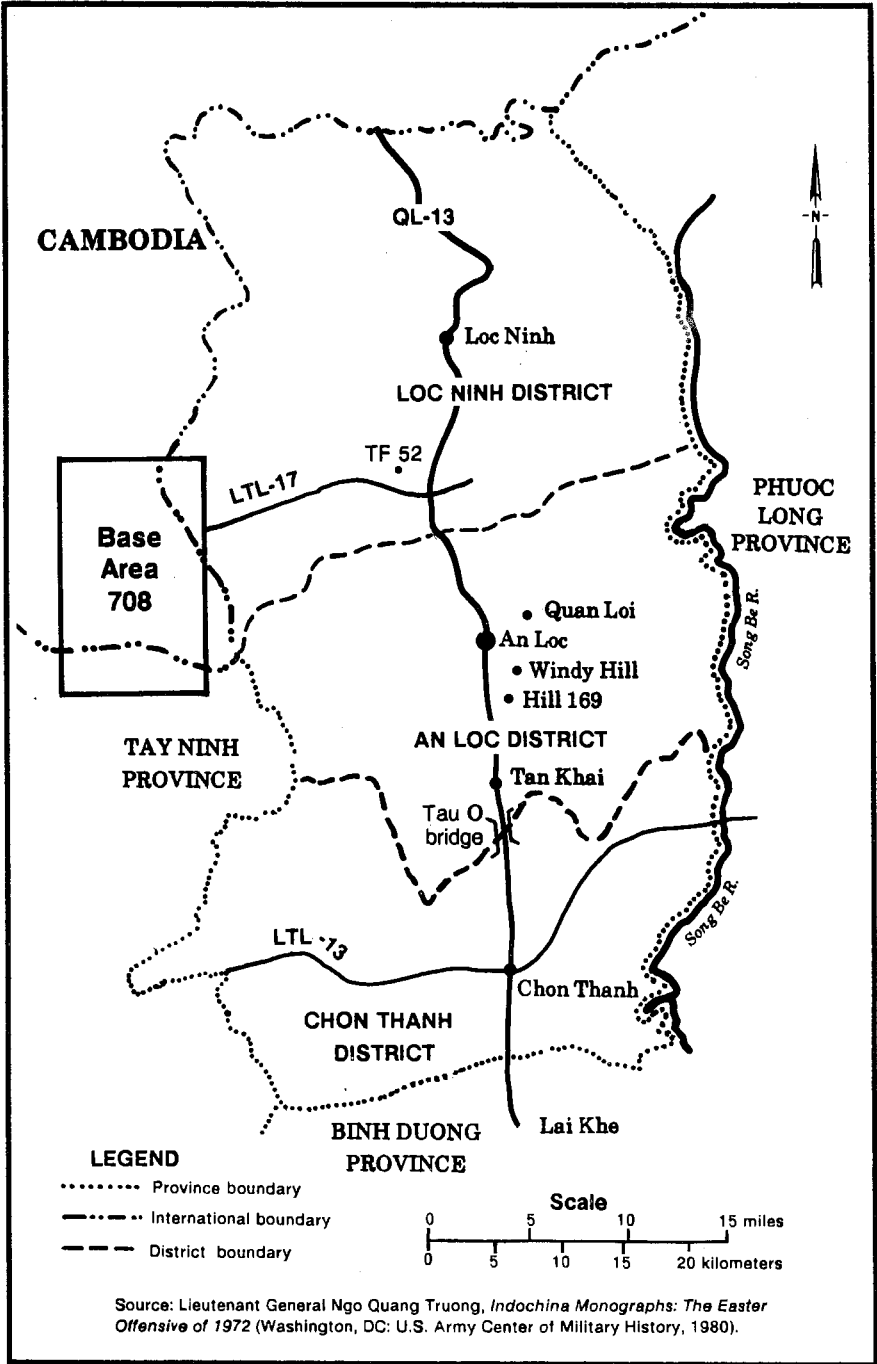 -N-
QL-13
CAMBODIA
Loc Ninh
LOC NINH DISTRICT
TF 52
LTL-17
PHUOC
LONG
PROVINCE
Base
Area
708
Quan Loi
An Loc
Song Be R.
Windy Hill
Hill 169
AN LOC DISTRICT
TAY NINH
PROVINCE
Tan Khai
Tau O
bridge
Song Be R.
LTL-13
Chon Thanh
CHON THANH
DISTRICT
Lai Khe
BINH DUONG
PROVINCE
LEGEND
Province boundary
International boundary
District boundary
Scale
0 5 10 15 miles
0 5 10 15 20 kilometers
Source: Lieutenant General Ngo Quang Truong, Indochina Monographs: The Easter
Offensive of 1972 (Washington, DC: U.S. Army Center of Military History, 1980).